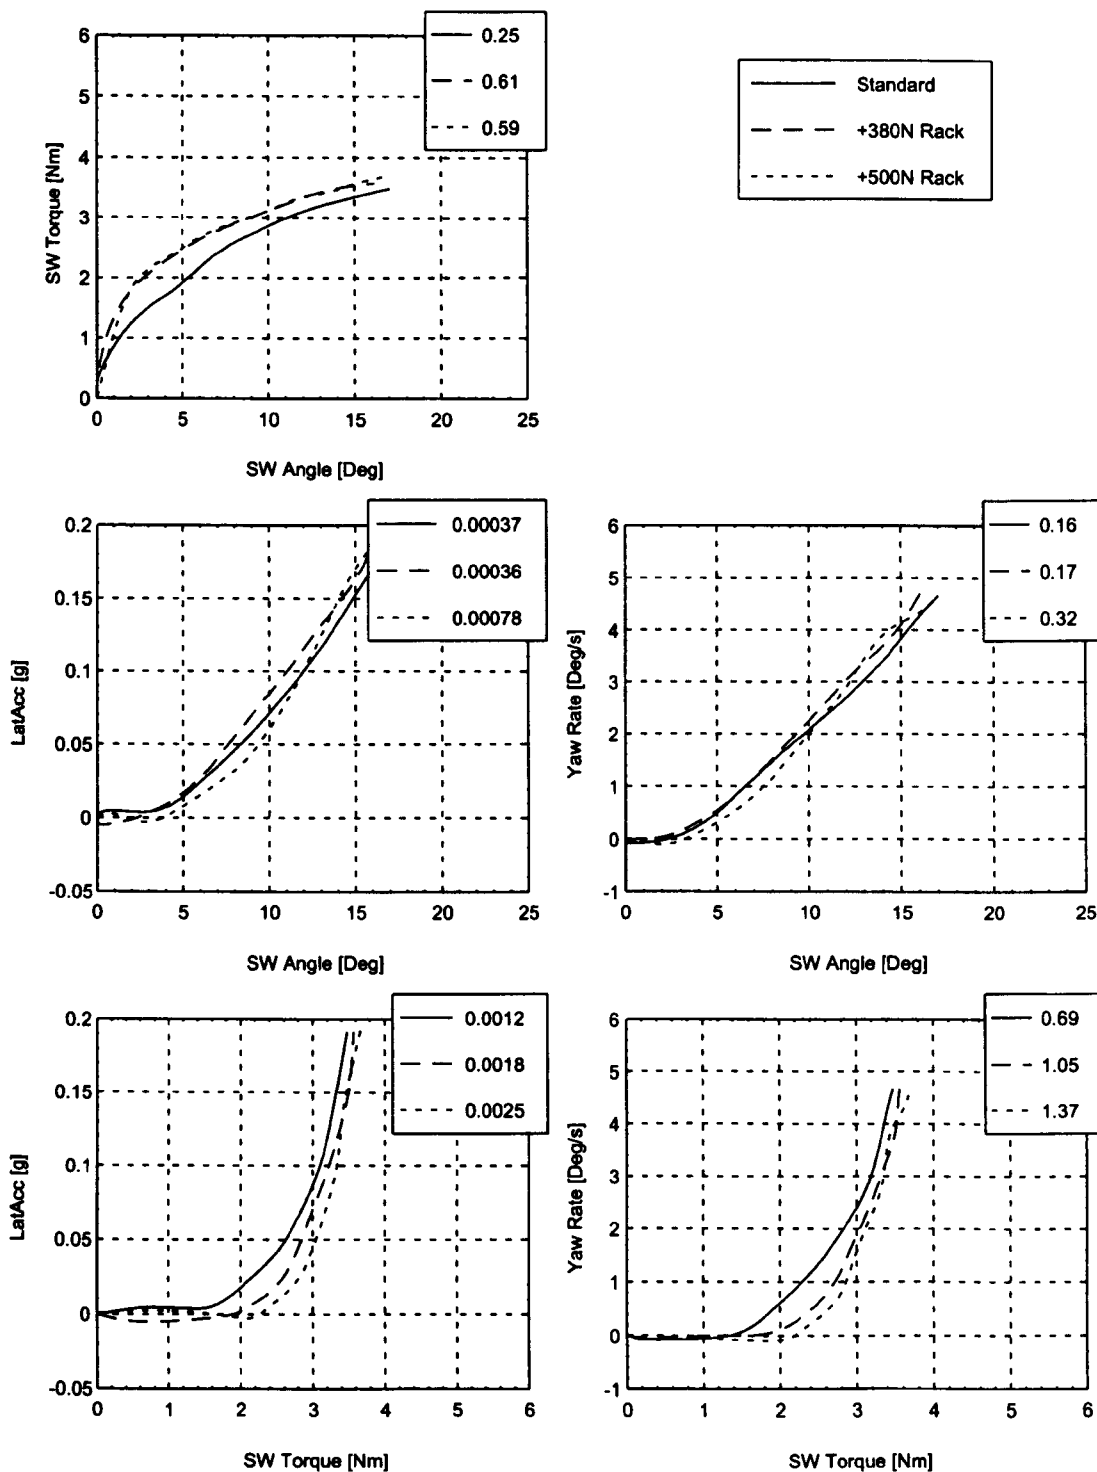 6
5
4
3
2
1
0
SW Torque [Nm]
0 5 10 15 20 25
SW Angle [Deg]
0.25
0.61
0.59
Standard
+380N Rack
+500N Rack
0.2
0.15
0.1
0.05
0
-0.05
LatAcc [g]
0 5 10 15 20 25
SW Angle [Deg]
0.00037
0.00036
0.00078
6
5
4
3
2
1
0
-1
Yaw Rate [Deg/s]
0 5 10 15 20 25
SW Angle [Deg]
0.16
0.17
0.32
0.2
0.15
0.1
0.05
0
-0.05
LatAcc [g]
0 1 2 3 4 5 6
SW Torque [Nm]
0.0012
0.0018
0.0025
6
5
4
3
2
1
0
-1
Yaw Rate [Deg/s]
0 1 2 3 4 5 6
SW Torque [Nm]
0.69
1.05
1.37